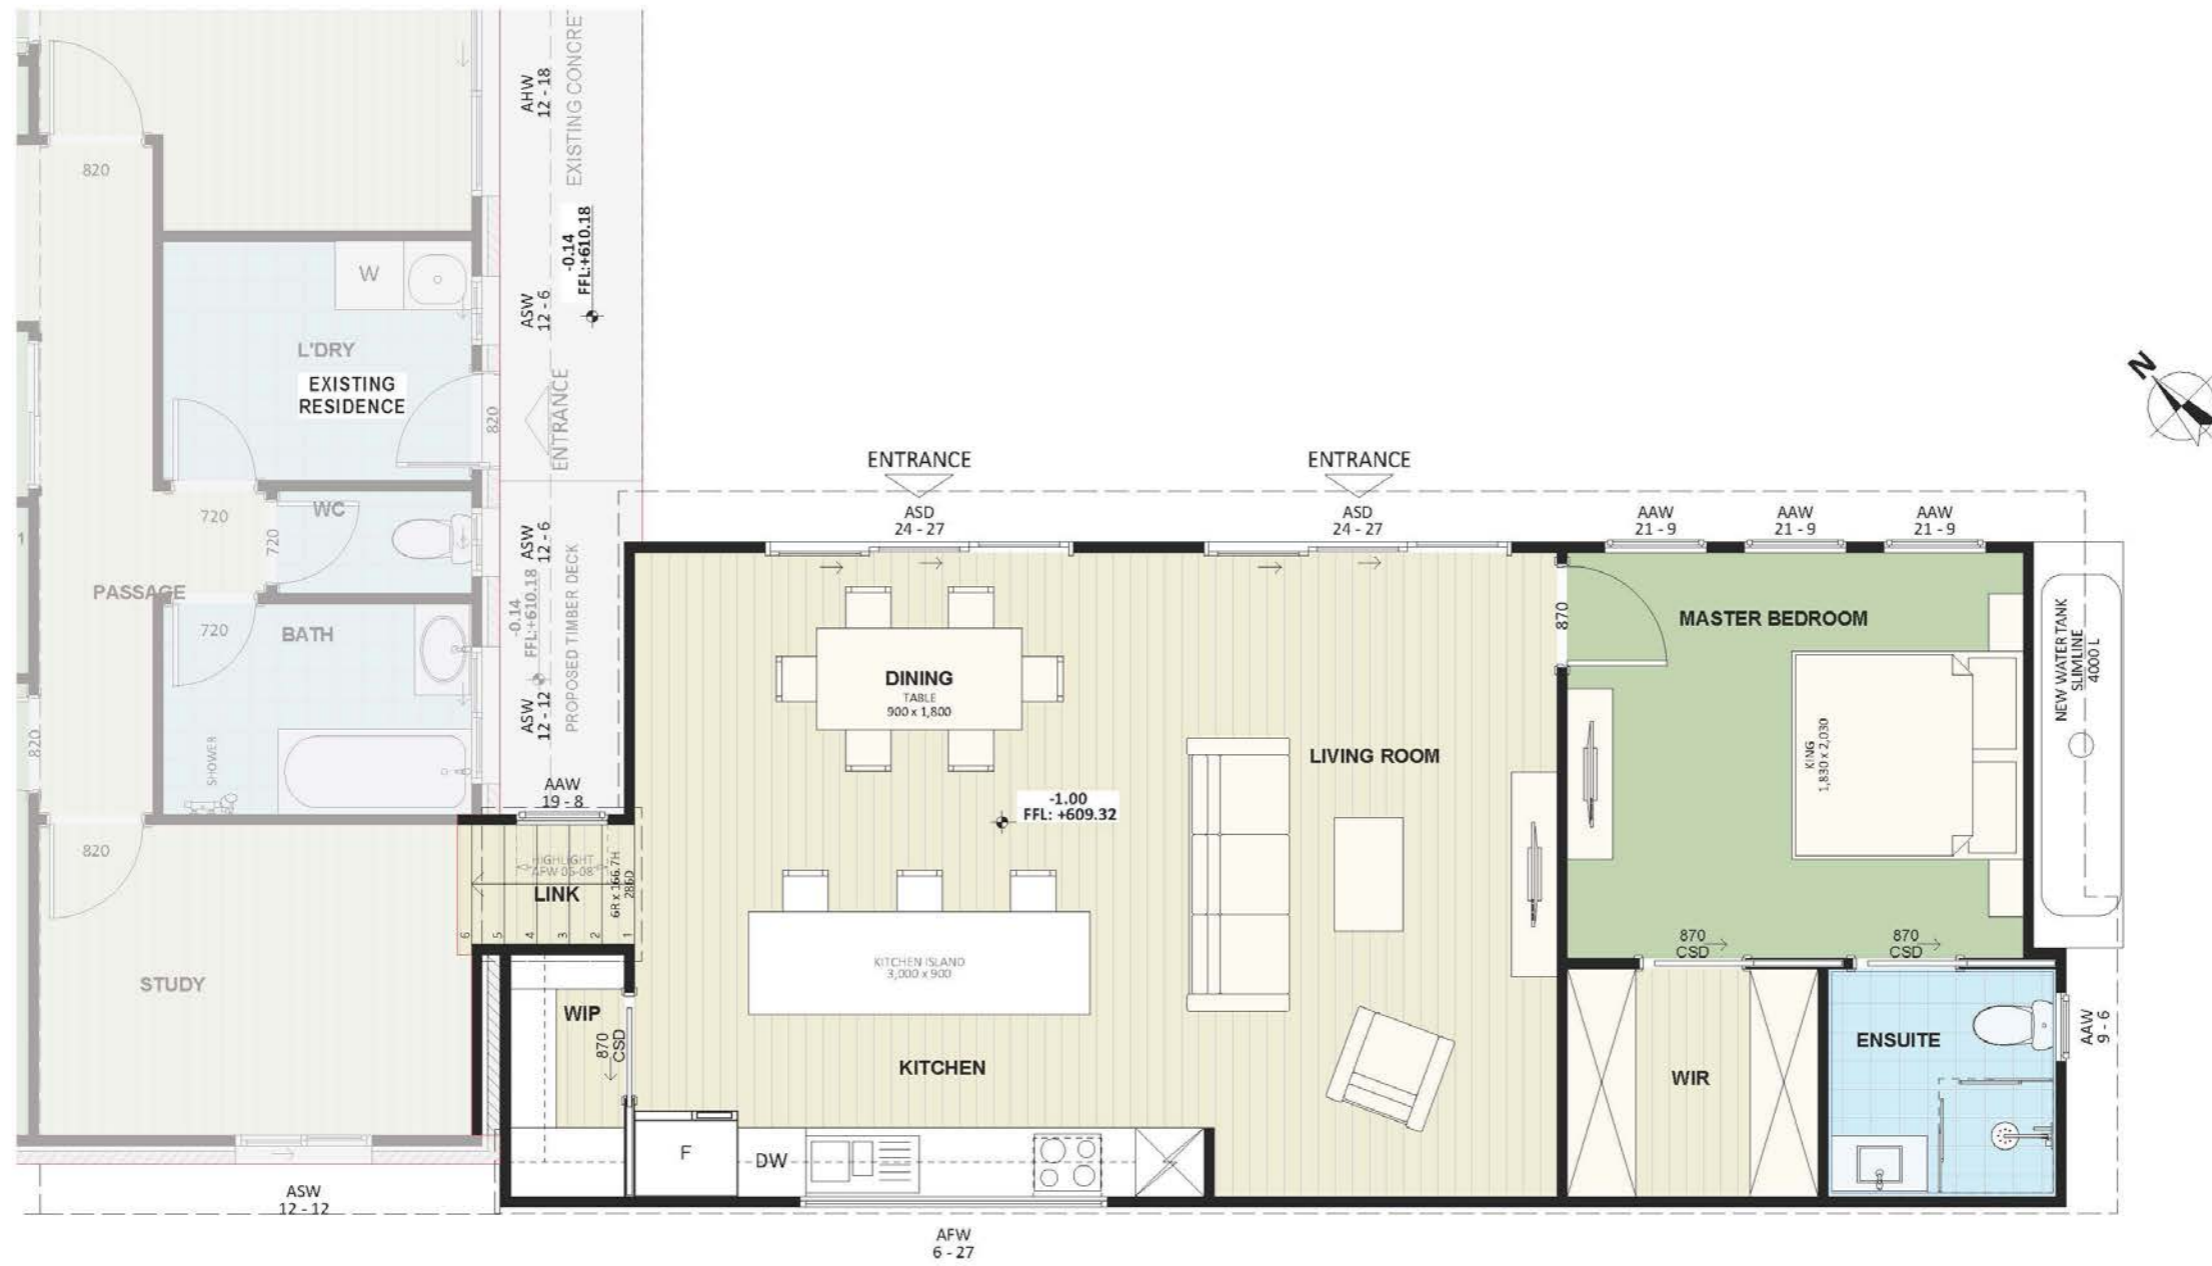 AHW
12 - 18
EXISTING CONCRE
820
-0.14
FFL:+610.18
W
ASW
12 - 6
L'DRY
EXISTING
RESIDENCE
N
820
ENTRANCE
ENTRANCE
ENTRANCE
720
WC
720
ASW
12 - 6
ASD
24 - 27
ASD
24 - 27
AAW
21 - 9
AAW
21 - 9
AAW
21 - 9
PASSAGE
720
BATH
-0.14
FFL:+610.18
PROPOSED TIMBER DECK
870
MASTER BEDROOM
NEW WATER TANK
SLIMLINE
4000 L
DINING
TABLE
900 x 1,800
ASW
12 - 12
820
SHOWER
LIVING ROOM
KING
1,830 x 2,030
AAW
19 - 8
-1.00
FFL: +609.32
820
HIGHLIGHT
AFW 06-08
LINK
6R x 166.7H
286D
6
5
4
3
2
1
870
CSD
870
CSD
KITCHEN ISLAND
3,000 x 900
STUDY
WIP
870
CSD
KITCHEN
WIR
ENSUITE
AAW
9 - 6
F
DW
ASW
12 - 12
AFW
6 - 27